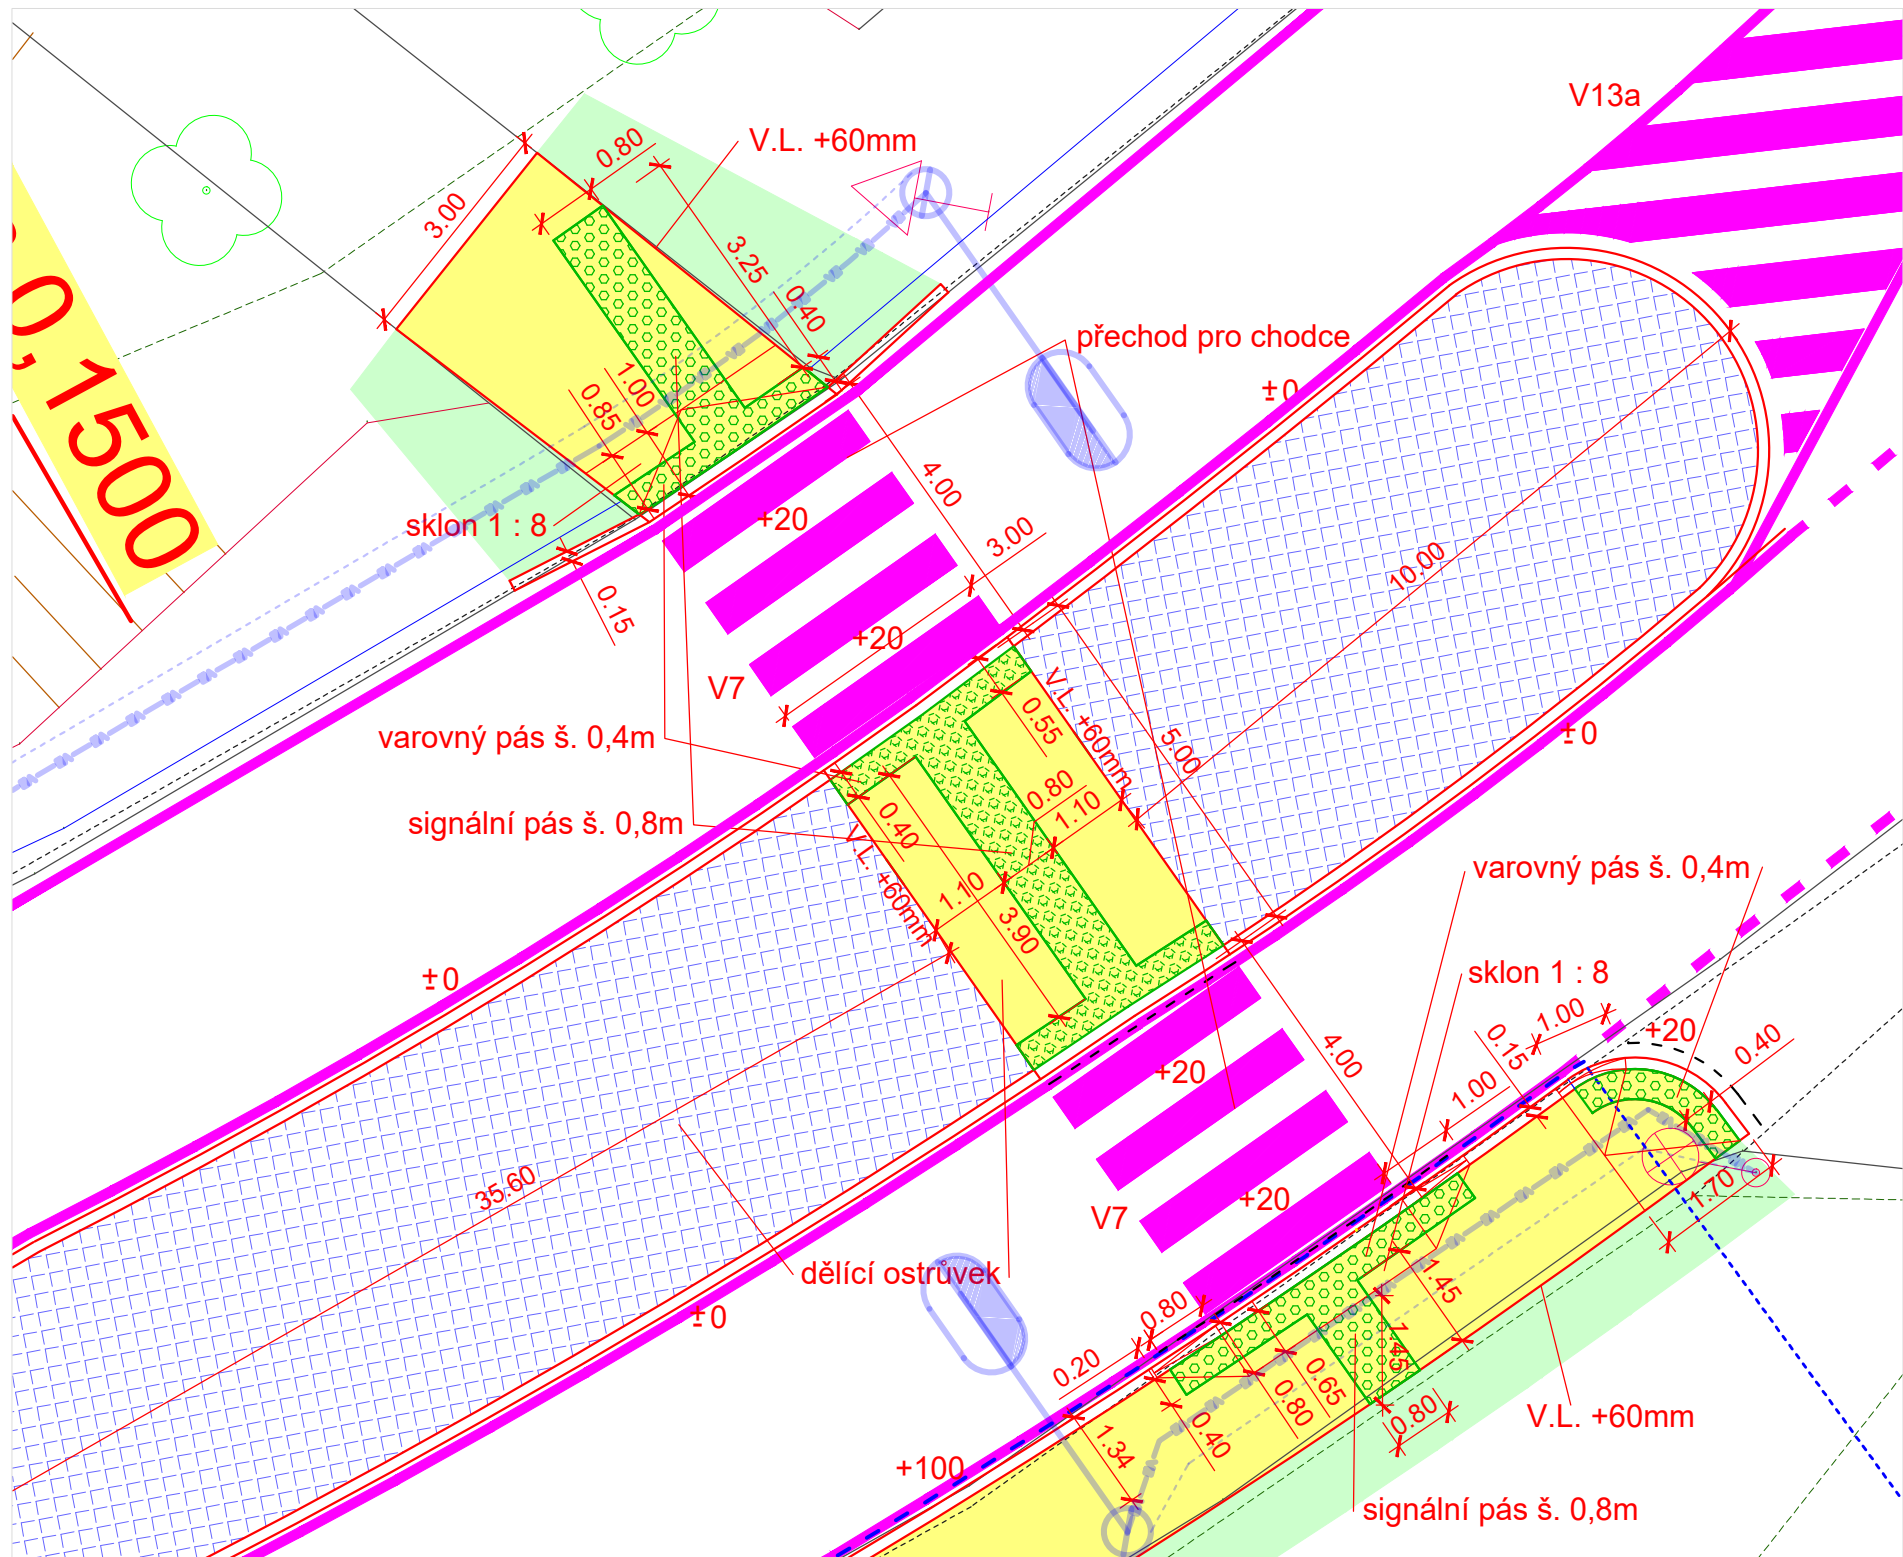 V13a
0.80
V.L. +60mm
3.00
3.25
0.40
přechod pro chodce
±0
0,1500
1.00
0.85
4.00
sklon 1 : 8
+20
3.00
10.00
0.15
+20
V7
V.L. +60mm
0.55
5.00
±0
varovný pás š. 0,4m
0.80
1.10
signální pás š. 0,8m
0.40
V.L. +60mm
1.10
3.90
varovný pás š. 0,4m
±0
sklon 1 : 8
1.00
+20
0.15
0.40
4.00
+20
1.00
35.60
+20
V7
1.70
dělící ostrůvek
1.45
±0
0.80
1.45
0.20
0.65
0.80
0.80
0.40
V.L. +60mm
1.34
+100
signální pás š. 0,8m